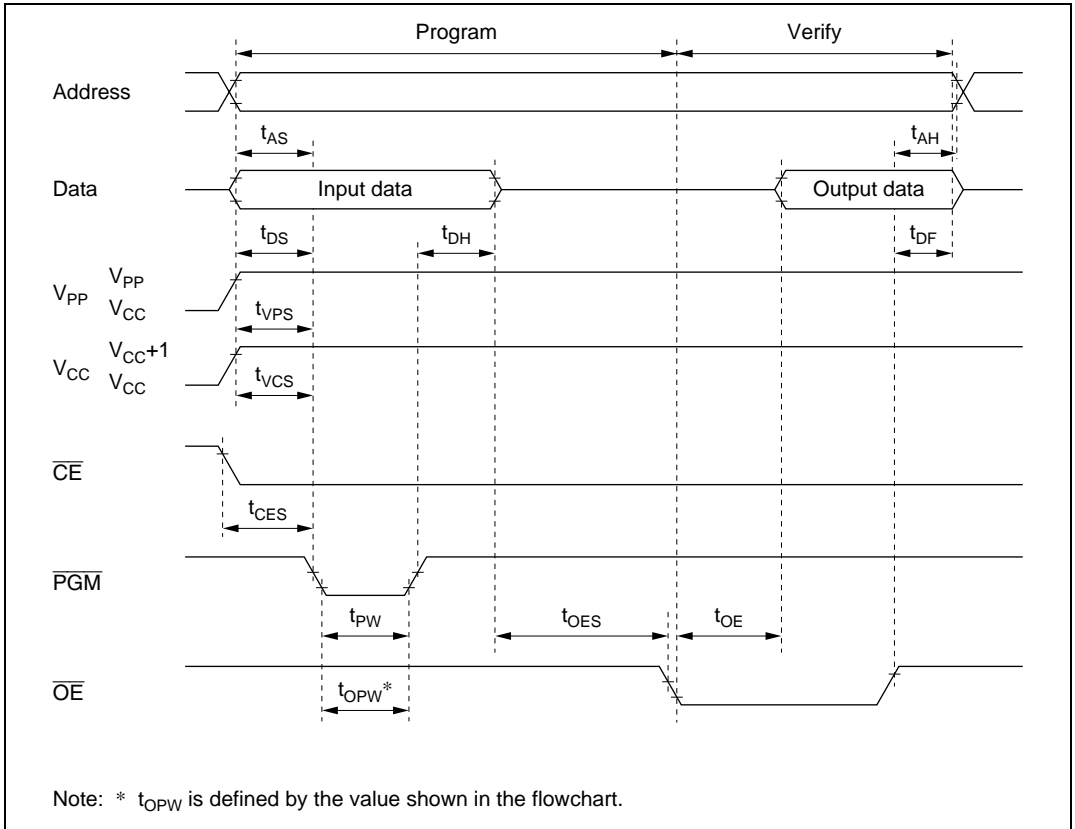 Program Verify
Address
tAS tAH
Data Input data Output data
tDS tDH tDF
VPP VPP
VCC
tVPS
VCC VCC+1
VCC
tVCS
CE
tCES
PGM
tPW tOES tOE
OE tOPW*
Note: * tOPW is defined by the value shown in the flowchart.